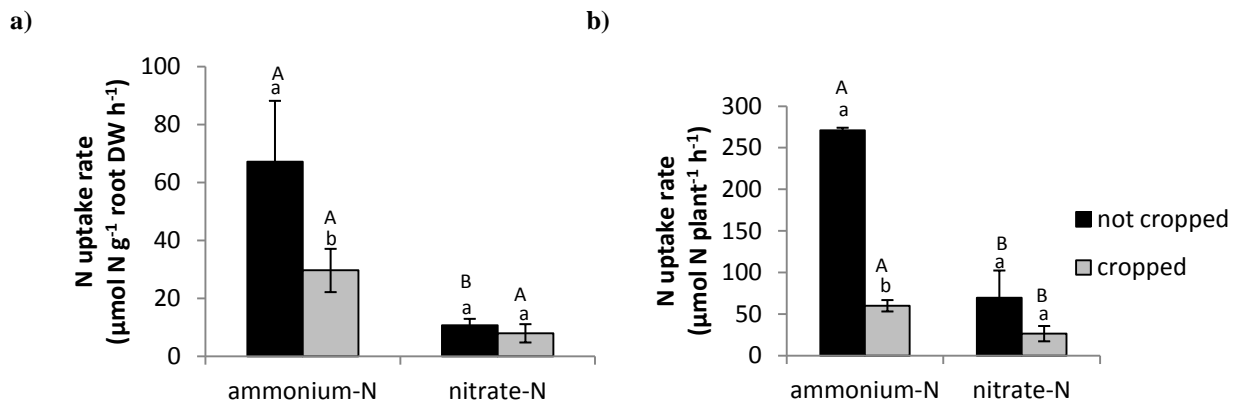 a)
N uptake rate
(µmol N g⁻¹ root DW h⁻¹)
100
80
60
40
20
0
A
a
A
b
B
a
A
a
ammonium-N nitrate-N
b)
N uptake rate
(µmol N plant⁻¹ h⁻¹)
300
250
200
150
100
50
0
A
a
A
b
B
a
B
a
ammonium-N nitrate-N
not cropped
cropped